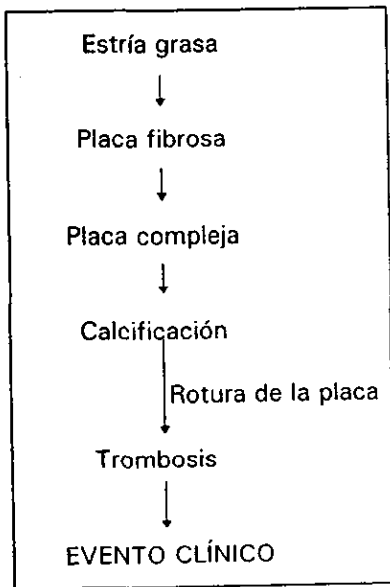 Estría grasa
Placa fibrosa
Placa compleja
Calcificación
Rotura de la placa
Trombosis
EVENTO CLÍNICO